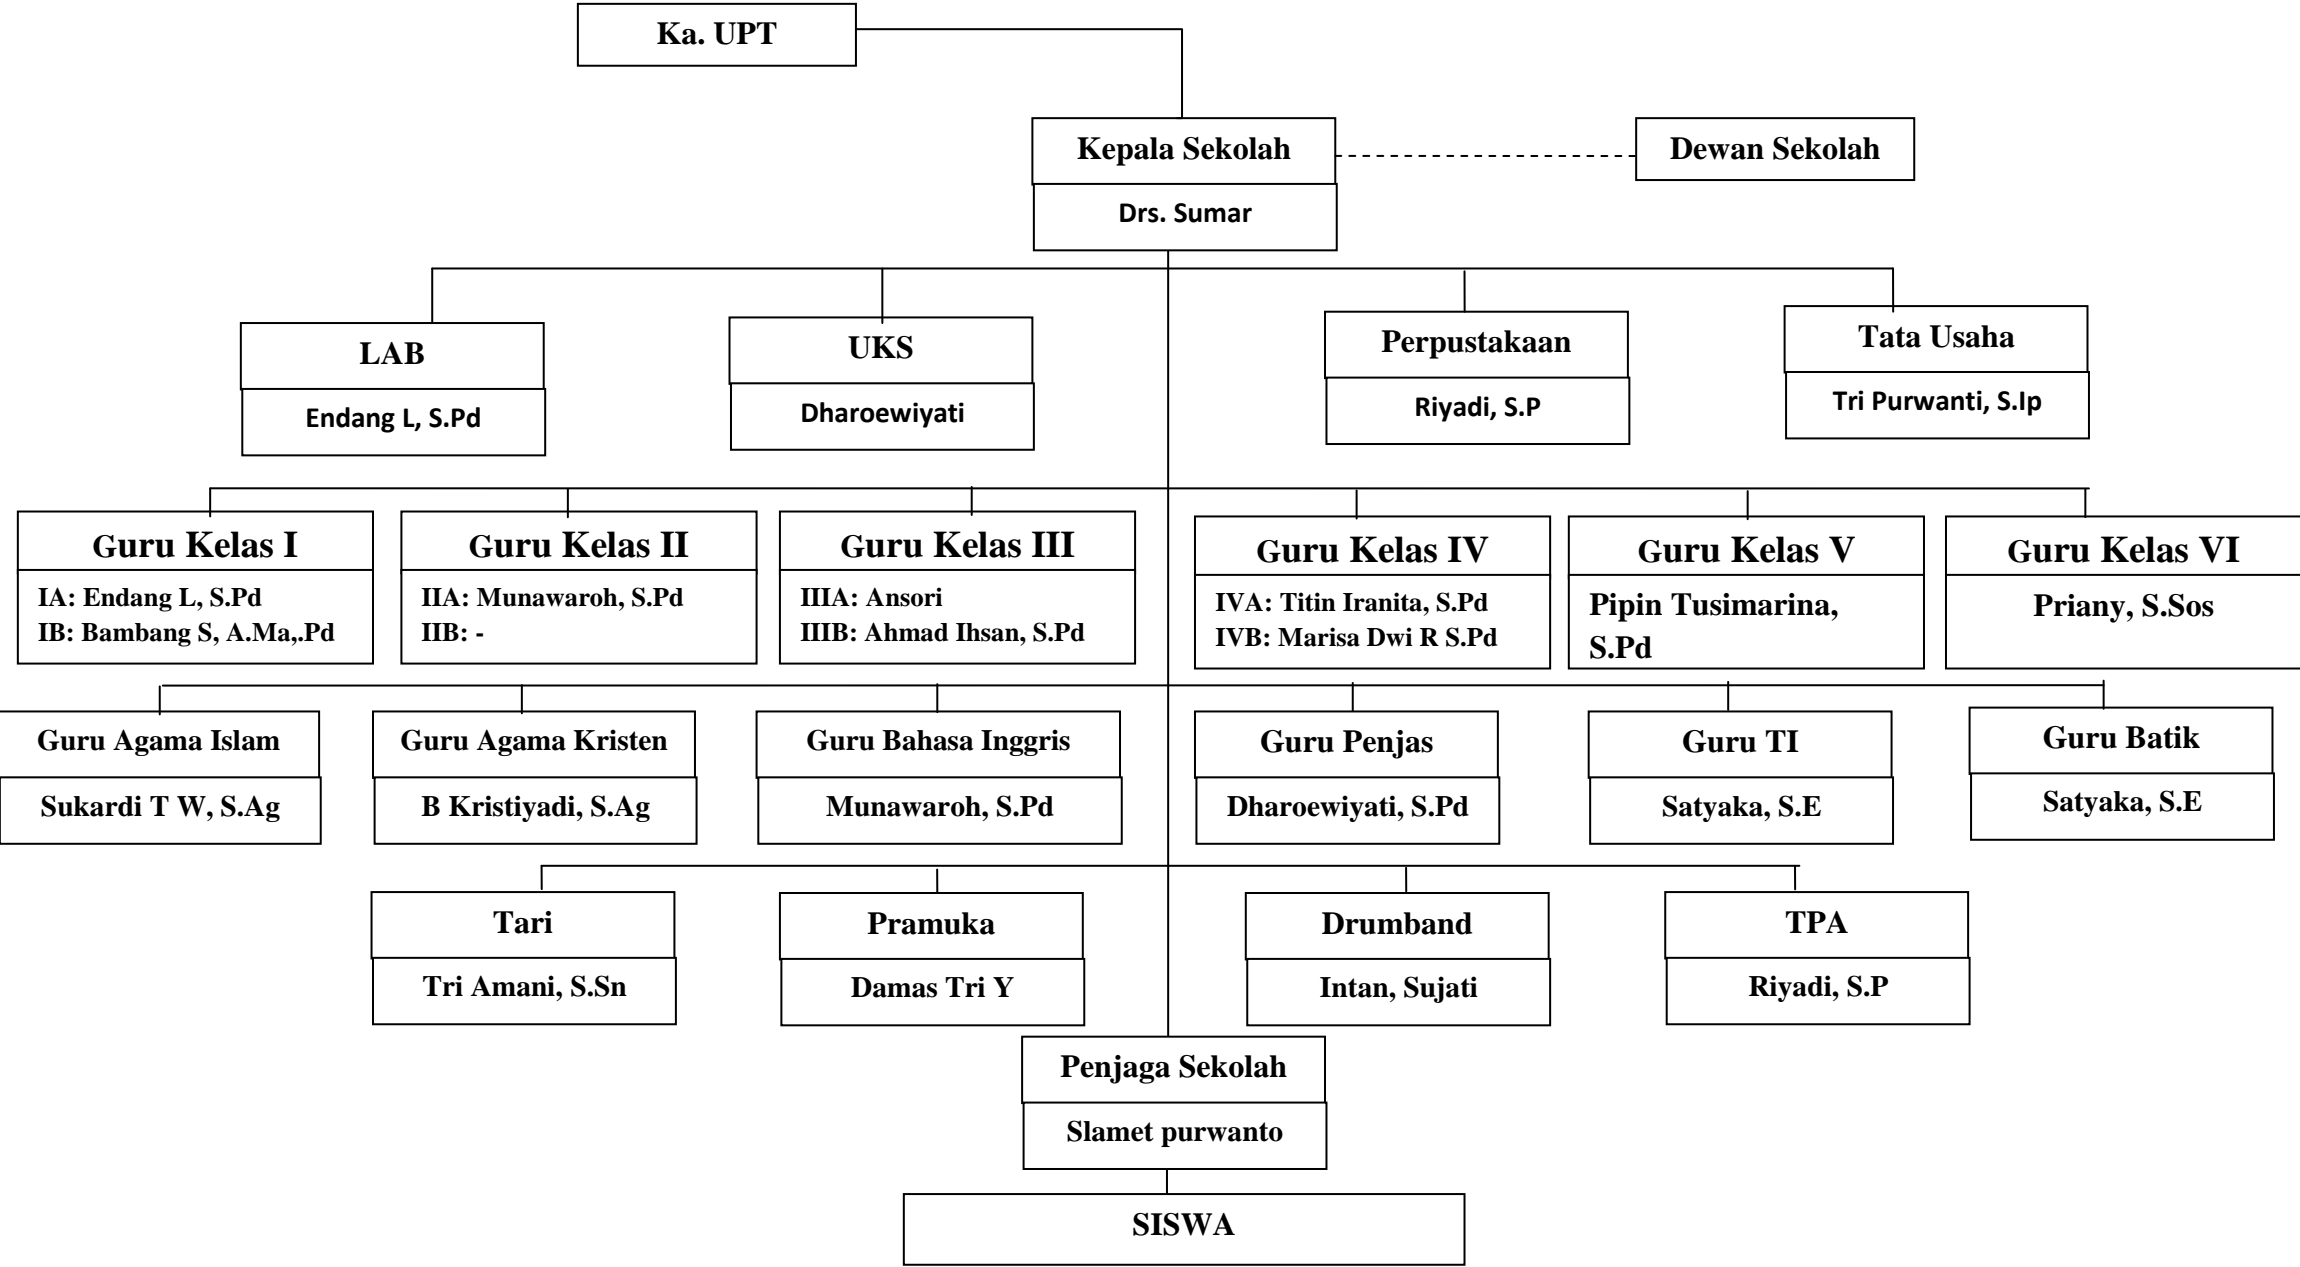 Ka. UPT
Kepala Sekolah
Dewan Sekolah
Drs. Sumar
LAB
UKS
Perpustakaan
Tata Usaha
Endang L, S.Pd
Dharoewiyati
Riyadi, S.P
Tri Purwanti, S.Ip
Guru Kelas I
IA: Endang L, S.Pd
IB: Bambang S, A.Ma,.Pd
Guru Kelas II
IIA: Munawaroh, S.Pd
IIB: -
Guru Kelas III
IIIA: Ansori
IIIB: Ahmad Ihsan, S.Pd
Guru Kelas IV
IVA: Titin Iranita, S.Pd
IVB: Marisa Dwi R S.Pd
Guru Kelas V
Pipin Tusimarina,
S.Pd
Guru Kelas VI
Priany, S.Sos
Guru Agama Islam
Sukardi T W, S.Ag
Guru Agama Kristen
B Kristiyadi, S.Ag
Guru Bahasa Inggris
Munawaroh, S.Pd
Guru Penjas
Dharoewiyati, S.Pd
Guru TI
Satyaka, S.E
Guru Batik
Satyaka, S.E
Tari
Tri Amani, S.Sn
Pramuka
Damas Tri Y
Drumband
Intan, Sujati
TPA
Riyadi, S.P
Penjaga Sekolah
Slamet purwanto
SISWA